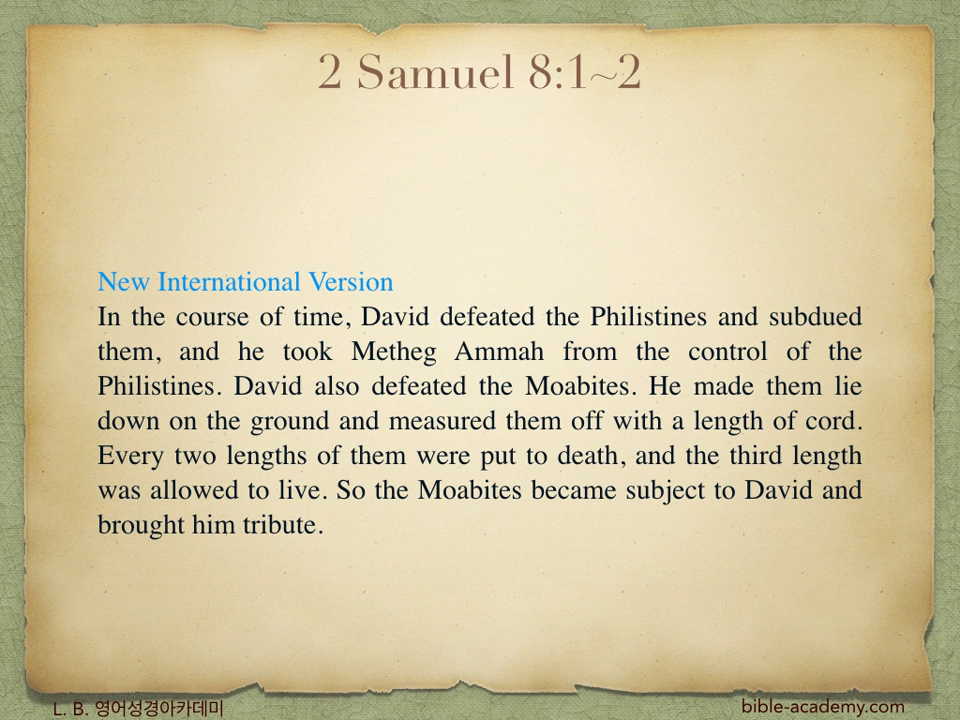 2 Samuel 8:1~2
New International Version
In the course of time, David defeated the Philistines and subdued
them, and he took Metheg Ammah from the control of the
Philistines. David also defeated the Moabites. He made them lie
down on the ground and measured them off with a length of cord.
Every two lengths of them were put to death, and the third length
was allowed to live. So the Moabites became subject to David and
brought him tribute.
L. B. 영어성경아카데미
bible-academy.com